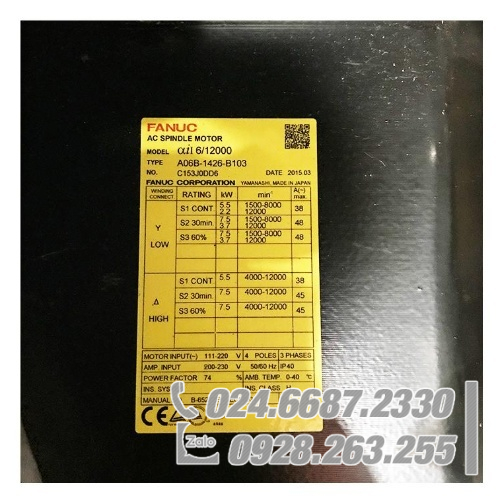 FANUC
AC SPINDLE MOTOR
MODEL αiI 6/12000
TYPE A06B-1426-B103
NO. C153J0DD6 DATE 2015.03
FANUC CORPORATION YAMANASHI, MADE IN JAPAN
WINDING CONNECT RATING kW min⁻¹ A(~) max.
Y LOW
S1 CONT 5.5 1500-8000 38
2.2 12000
S2 30min. 7.5 1500-8000 48
3.7 12000
S3 60% 7.5 1500-8000 48
3.7 12000
Δ HIGH
S1 CONT 5.5 4000-12000 38
S2 30min. 7.5 4000-12000 45
S3 60% 7.5 4000-12000 45
MOTOR INPUT(~) 111-220 V 4 POLES 3 PHASES
AMP. INPUT 200-230 V 50/60 Hz IP40
POWER FACTOR 74 % AMB. TEMP. 0-40 ℃
INS. SYS INS. CLASS H
MANUAL B-652
CE
024.6687.2330
Zalo 0928.263.255